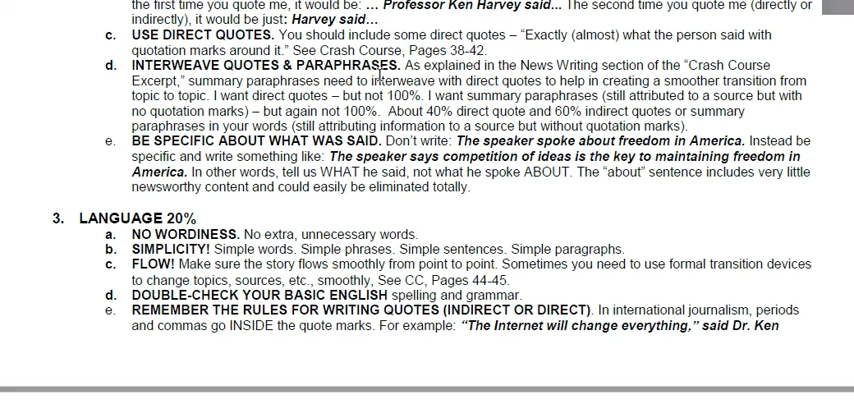 the first time you quote me, it would be: … Professor Ken Harvey said... The second time you quote me (directly or
indirectly), it would be just: Harvey said…
c. USE DIRECT QUOTES. You should include some direct quotes – “Exactly (almost) what the person said with
quotation marks around it.” See Crash Course, Pages 38-42.
d. INTERWEAVE QUOTES & PARAPHRASES. As explained in the News Writing section of the “Crash Course
Excerpt,” summary paraphrases need to interweave with direct quotes to help in creating a smoother transition from
topic to topic. I want direct quotes – but not 100%. I want summary paraphrases (still attributed to a source but with
no quotation marks) – but again not 100%. About 40% direct quote and 60% indirect quotes or summary
paraphrases in your words (still attributing information to a source but without quotation marks).
e. BE SPECIFIC ABOUT WHAT WAS SAID. Don’t write: The speaker spoke about freedom in America. Instead be
specific and write something like: The speaker says competition of ideas is the key to maintaining freedom in
America. In other words, tell us WHAT he said, not what he spoke ABOUT. The “about” sentence includes very little
newsworthy content and could easily be eliminated totally.
3. LANGUAGE 20%
a. NO WORDINESS. No extra, unnecessary words.
b. SIMPLICITY! Simple words. Simple phrases. Simple sentences. Simple paragraphs.
c. FLOW! Make sure the story flows smoothly from point to point. Sometimes you need to use formal transition devices
to change topics, sources, etc., smoothly, See CC, Pages 44-45.
d. DOUBLE-CHECK YOUR BASIC ENGLISH spelling and grammar.
e. REMEMBER THE RULES FOR WRITING QUOTES (INDIRECT OR DIRECT). In international journalism, periods
and commas go INSIDE the quote marks. For example: “The Internet will change everything,” said Dr. Ken